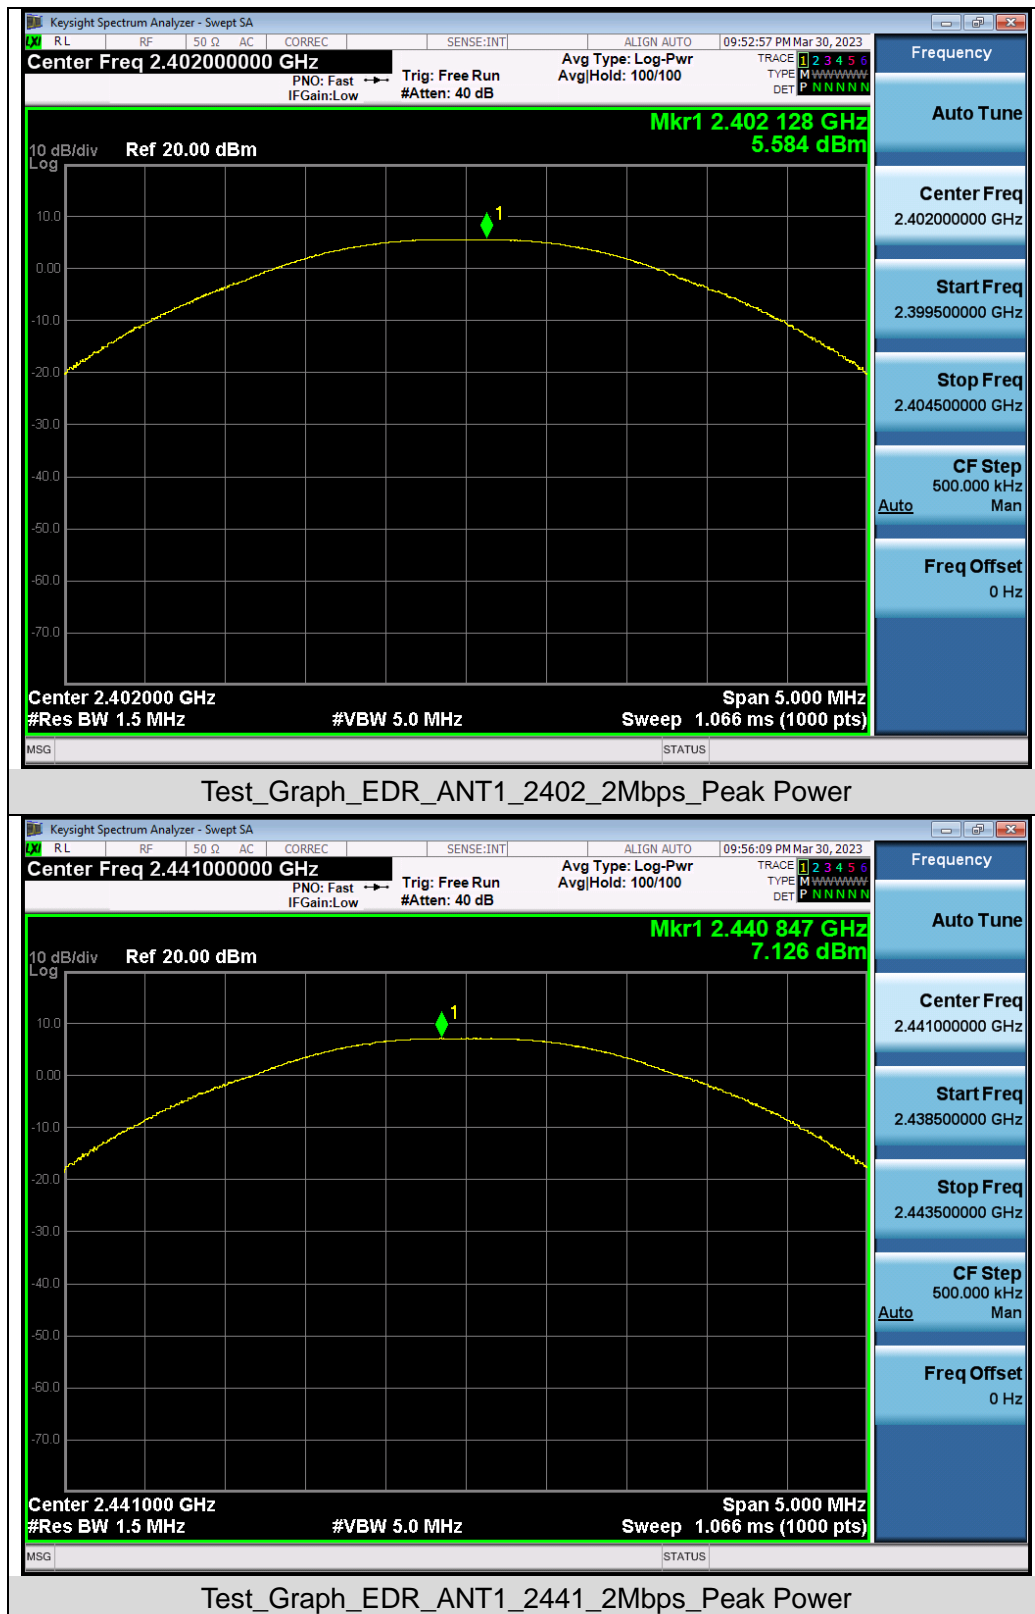 Keysight Spectrum Analyzer - Swept SA
LXI RL RF 50 Ω AC CORREC SENSE:INT ALIGN AUTO 09:52:57 PM Mar 30, 2023
Center Freq 2.402000000 GHz
PNO: Fast
IFGain:Low
Trig: Free Run
#Atten: 40 dB
Avg Type: Log-Pwr
Avg|Hold: 100/100
TRACE 1 2 3 4 5 6
TYPE M WWWWW
DET P N N N N N
Mkr1 2.402 128 GHz
5.584 dBm
10 dB/div Ref 20.00 dBm
Log
1
10.0
0.00
-10.0
-20.0
-30.0
-40.0
-50.0
-60.0
-70.0
Center 2.402000 GHz Span 5.000 MHz
#Res BW 1.5 MHz #VBW 5.0 MHz Sweep 1.066 ms (1000 pts)
MSG STATUS
Frequency
Auto Tune
Center Freq
2.402000000 GHz
Start Freq
2.399500000 GHz
Stop Freq
2.404500000 GHz
CF Step
500.000 kHz
Auto Man
Freq Offset
0 Hz
Test_Graph_EDR_ANT1_2402_2Mbps_Peak Power
Keysight Spectrum Analyzer - Swept SA
LXI RL RF 50 Ω AC CORREC SENSE:INT ALIGN AUTO 09:56:09 PM Mar 30, 2023
Center Freq 2.441000000 GHz
PNO: Fast
IFGain:Low
Trig: Free Run
#Atten: 40 dB
Avg Type: Log-Pwr
Avg|Hold: 100/100
TRACE 1 2 3 4 5 6
TYPE M WWWWW
DET P N N N N N
Mkr1 2.440 847 GHz
7.126 dBm
10 dB/div Ref 20.00 dBm
Log
1
10.0
0.00
-10.0
-20.0
-30.0
-40.0
-50.0
-60.0
-70.0
Center 2.441000 GHz Span 5.000 MHz
#Res BW 1.5 MHz #VBW 5.0 MHz Sweep 1.066 ms (1000 pts)
MSG STATUS
Frequency
Auto Tune
Center Freq
2.441000000 GHz
Start Freq
2.438500000 GHz
Stop Freq
2.443500000 GHz
CF Step
500.000 kHz
Auto Man
Freq Offset
0 Hz
Test_Graph_EDR_ANT1_2441_2Mbps_Peak Power